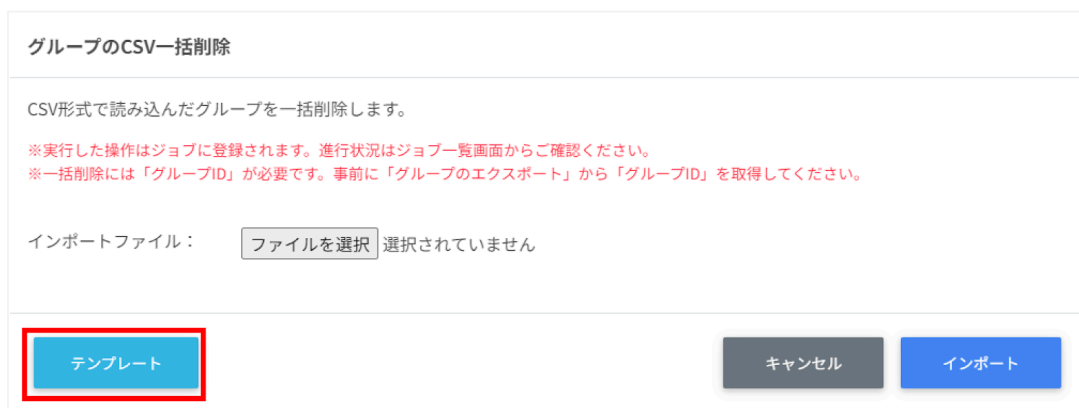 グループのCSV一括削除
CSV形式で読み込んだグループを一括削除します。
※実行した操作はジョブに登録されます。進行状況はジョブ一覧画面からご確認ください。
※一括削除には「グループID」が必要です。事前に「グループのエクスポート」から「グループID」を取得してください。
インポートファイル： ファイルを選択 選択されていません
テンプレート キャンセル インポート